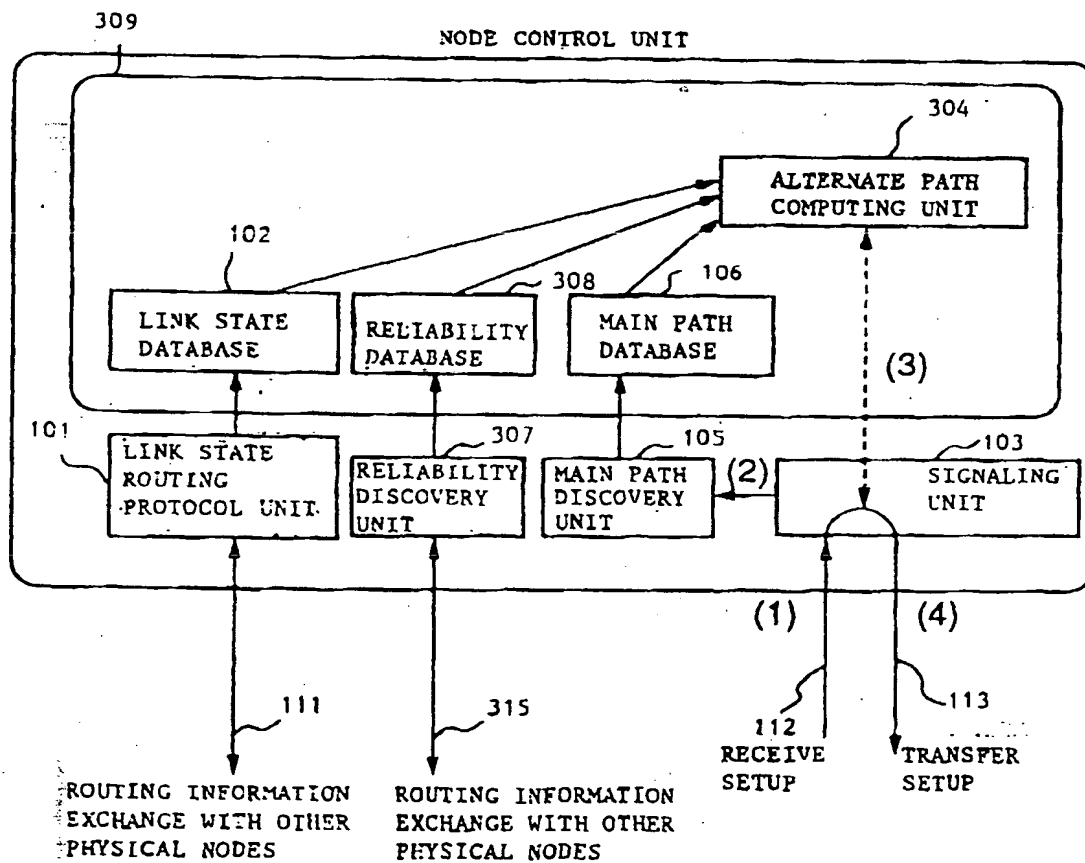 309
NODE CONTROL UNIT
304
ALTERNATE PATH
COMPUTING UNIT
102
308
106
LINK STATE
DATABASE
RELIABILITY
DATABASE
MAIN PATH
DATABASE
(3)
101
307
105
103
LINK STATE
ROUTING
PROTOCOL UNIT
RELIABILITY
DISCOVERY
UNIT
MAIN PATH
DISCOVERY
UNIT
(2)
SIGNALING
UNIT
(1)
(4)
111
315
112
113
RECEIVE
SETUP
TRANSFER
SETUP
ROUTING INFORMATION
EXCHANGE WITH OTHER
PHYSICAL NODES
ROUTING INFORMATION
EXCHANGE WITH OTHER
PHYSICAL NODES